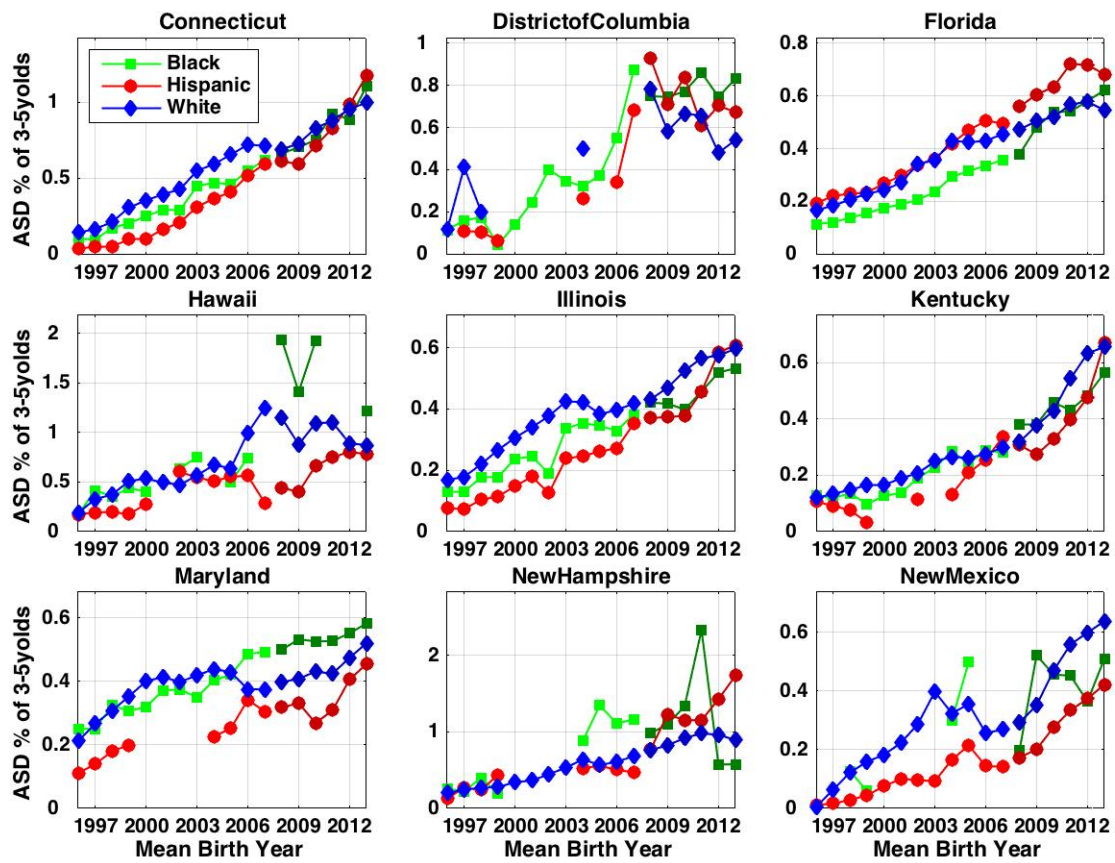 Connecticut
DistrictofColumbia
Florida
Black
Hispanic
White
ASD % of 3-5yolds
1
0.5
0
1997 2000 2003 2006 2009 2012
1
0.8
0.6
0.4
0.2
0
1997 2000 2003 2006 2009 2012
0.8
0.6
0.4
0.2
0
1997 2000 2003 2006 2009 2012
Hawaii
Illinois
Kentucky
ASD % of 3-5yolds
2
1.5
1
0.5
0
1997 2000 2003 2006 2009 2012
0.6
0.4
0.2
0
1997 2000 2003 2006 2009 2012
0.6
0.4
0.2
0
1997 2000 2003 2006 2009 2012
Maryland
NewHampshire
NewMexico
ASD % of 3-5yolds
0.6
0.4
0.2
0
1997 2000 2003 2006 2009 2012
Mean Birth Year
2
1
0
1997 2000 2003 2006 2009 2012
Mean Birth Year
0.6
0.4
0.2
0
1997 2000 2003 2006 2009 2012
Mean Birth Year